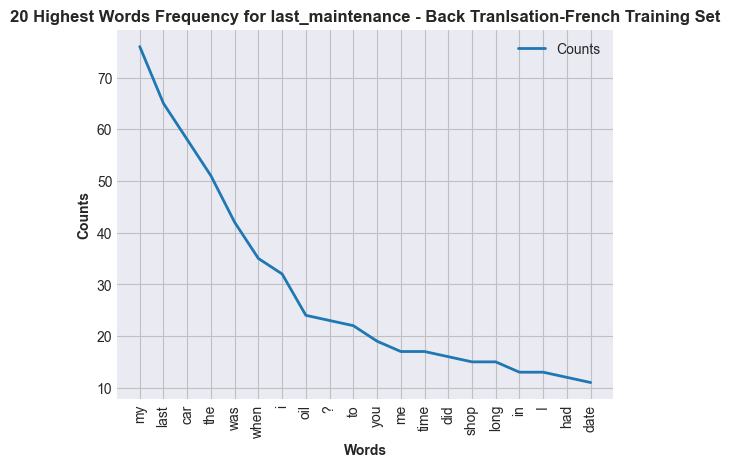 20 Highest Words Frequency for last_maintenance - Back Tranlsation-French Training Set
Counts
70
60
50
40
30
20
10
Counts
my last car the was when i oil ? to you me time did shop long in I had date
Words